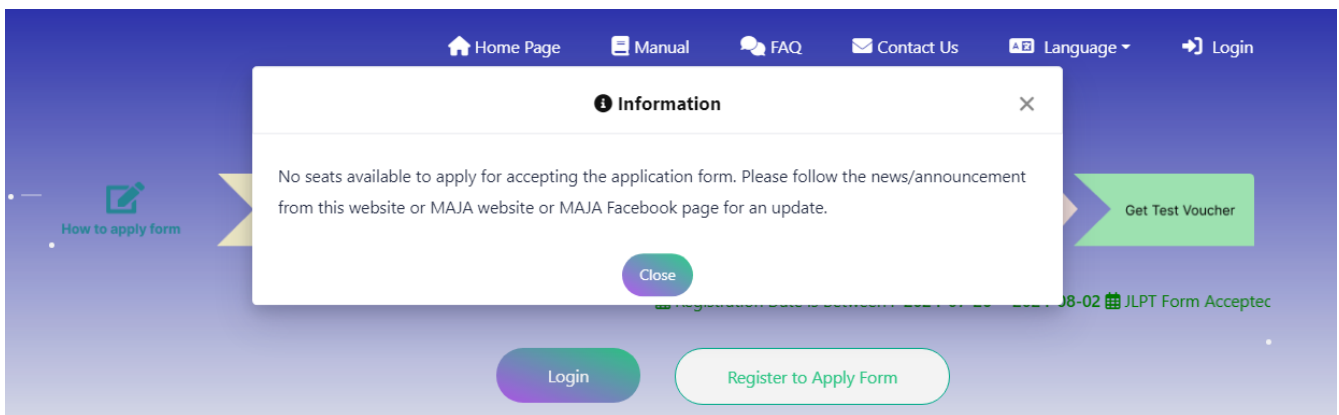 Home Page
Manual
FAQ
Contact Us
Language
Login
Information
No seats available to apply for accepting the application form. Please follow the news/announcement
from this website or MAJA website or MAJA Facebook page for an update.
Close
How to apply form
Get Test Voucher
08-02 JLPT Form Accepted
Login
Register to Apply Form